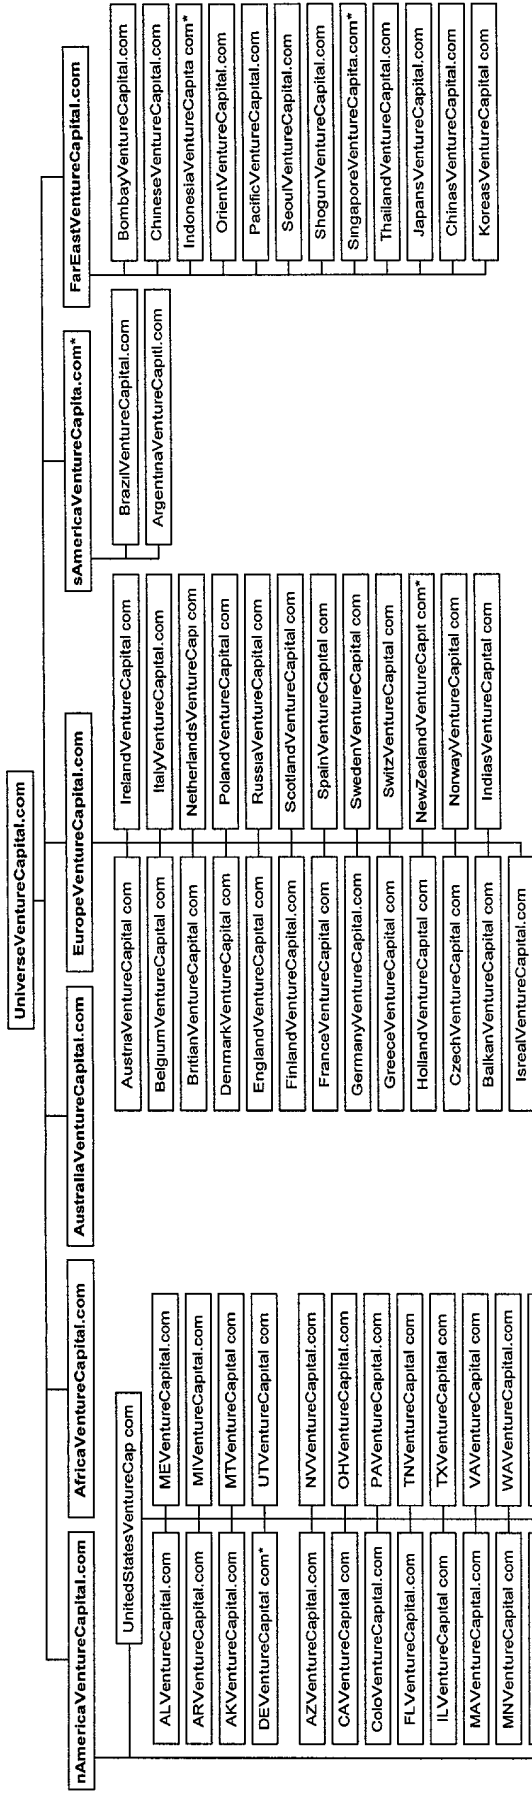 UniverseVentureCapital.com
nAmericaVentureCapital.com
AfricaVentureCapital.com
AustraliaVentureCapital.com
EuropeVentureCapital.com
sAmericaVentureCapita.com*
FarEastVentureCapital.com
UnitedStatesVentureCap com
ALVentureCapital.com
MEVentureCapital.com
ARVentureCapital.com
MIVentureCapital.com
AKVentureCapital.com
MTVentureCapital com
DEVentureCapital com*
UTVentureCapital com
AZVentureCapital.com
NVVentureCapital com
CAVentureCapital.com
OHVentureCapital com
ColoVentureCapital.com
PAVentureCapital com
FLVentureCapital.com
TNVentureCapital com
ILVentureCapital com
TXVentureCapital com
MAVentureCapital.com
VAVentureCapital com
MNVentureCapital.com
WAVentureCapital com
AustriaVentureCapital com
IrelandVentureCapital com
BelgiumVentureCapital com
ItalyVentureCapital.com
BritianVentureCapital com
NetherlandsVentureCapi com
DenmarkVentureCapital com
PolandVentureCapital com
EnglandVentureCapital com
RussiaVentureCapital.com
FinlandVentureCapital com
ScotlandVentureCapital com
FranceVentureCapital com
SpainVentureCapital com
GermanyVentureCapital.com
SwedenVentureCapital com
GreeceVentureCapital com
SwitzVentureCapital com
HollandVentureCapital com
NewZealandVentureCapit com*
CzechVentureCapital.com
NorwayVentureCapital com
BalkanVentureCapital com
IndiasVentureCapital com
IsrealVentureCapital.com
BrazilVentureCapital.com
ArgentinaVentureCapitl.com
BombayVentureCapital.com
ChineseVentureCapital.com
IndonesiaVentureCapita com*
OrientVentureCapital.com
PacificVentureCapital.com
SeoulVentureCapital.com
ShogunVentureCapital.com
SingaporeVentureCapita.com*
ThailandVentureCapital.com
JapansVentureCapital.com
ChinasVentureCapital.com
KoreasVentureCapital com